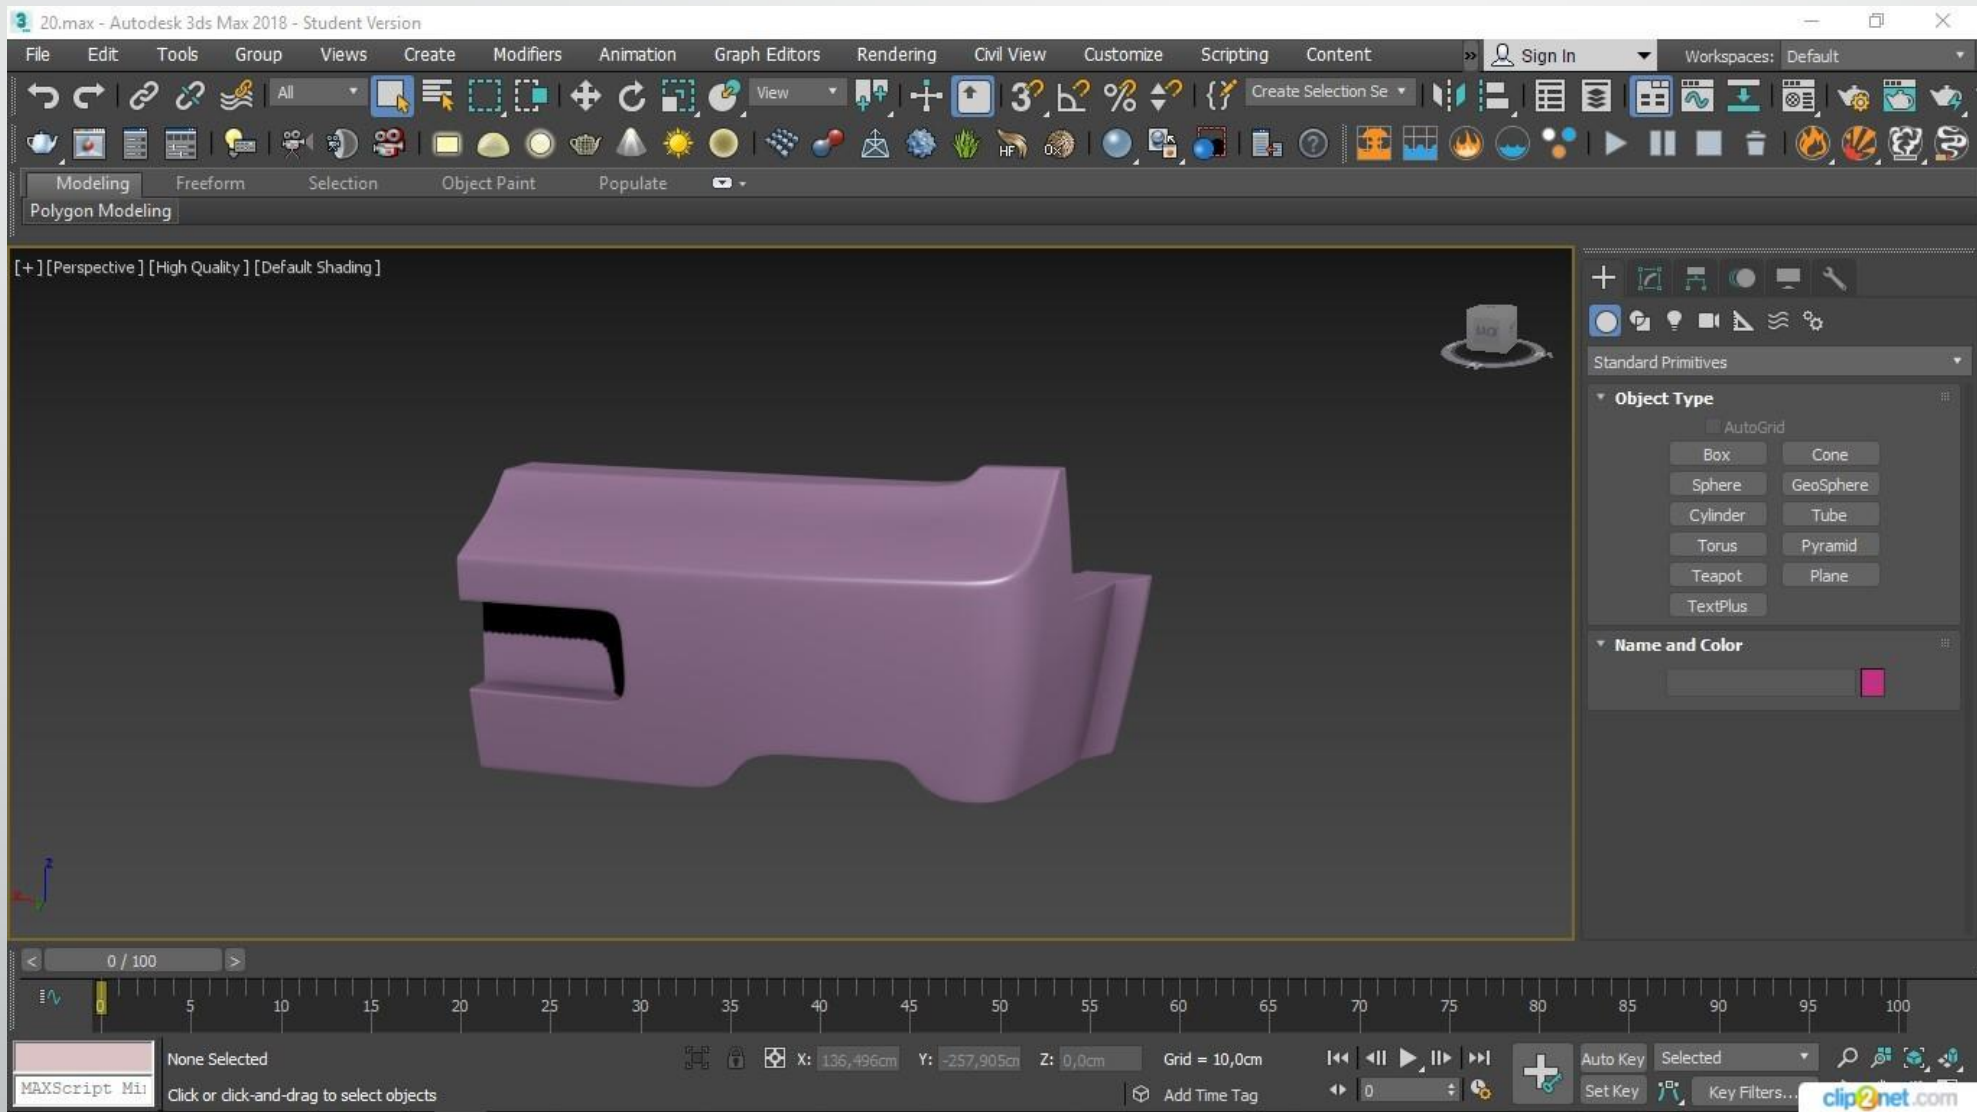 20.max - Autodesk 3ds Max 2018 - Student Version
File Edit Tools Group Views Create Modifiers Animation Graph Editors Rendering Civil View Customize Scripting Content » Sign In Workspaces: Default
All View Create Selection Se
Modeling Freeform Selection Object Paint Populate
Polygon Modeling
[+][Perspective][High Quality][Default Shading]
Standard Primitives
Object Type
AutoGrid
Box Cone
Sphere GeoSphere
Cylinder Tube
Torus Pyramid
Teapot Plane
TextPlus
Name and Color
z
< 0 / 100 >
0 5 10 15 20 25 30 35 40 45 50 55 60 65 70 75 80 85 90 95 100
None Selected X: 136,496cm Y: -257,905cm Z: 0,0cm Grid = 10,0cm Auto Key Selected
MAXScript Mi Click or click-and-drag to select objects Add Time Tag 0 Set Key Key Filters...
clip2net.com